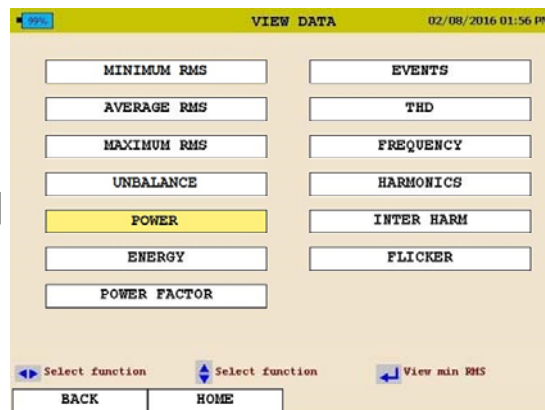 99% VIEW DATA 02/08/2016 01:56 PM
MINIMUM RMS EVENTS
AVERAGE RMS THD
MAXIMUM RMS FREQUENCY
UNBALANCE HARMONICS
POWER INTER HARM
ENERGY FLICKER
POWER FACTOR
Select function Select function View min RMS
BACK HOME